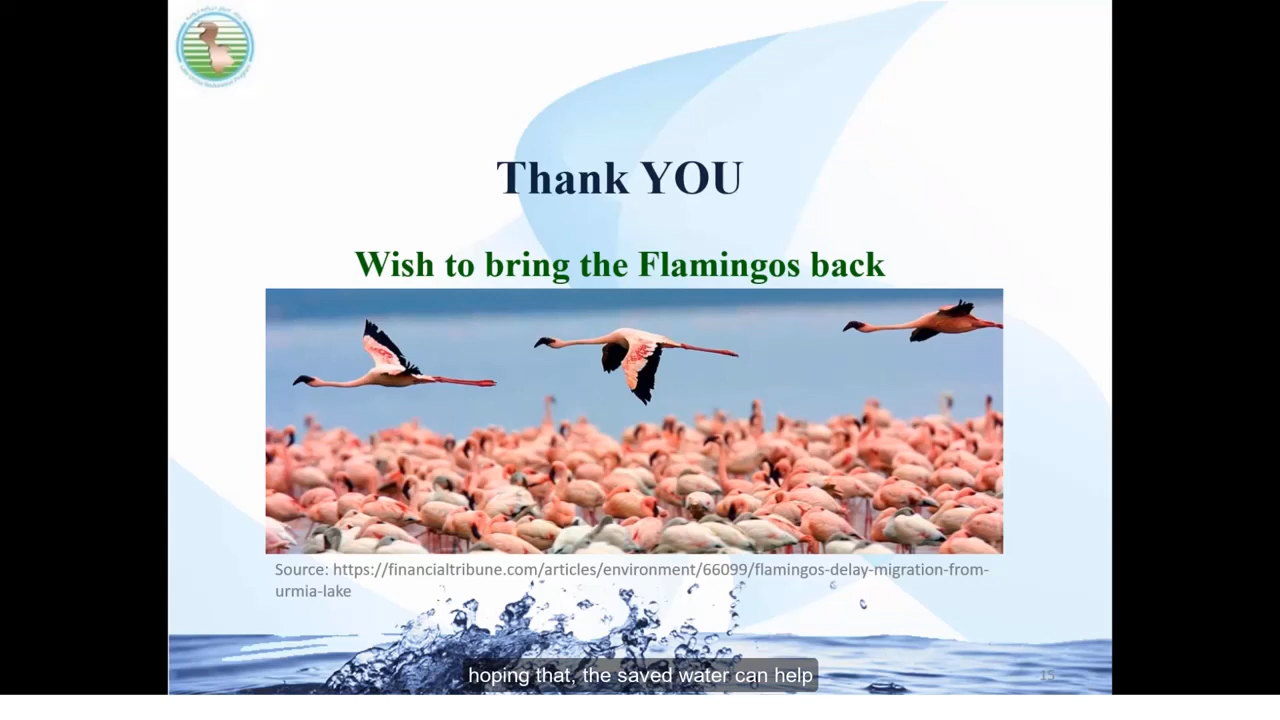 Thank YOU
Wish to bring the Flamingos back
Source: https://financialtribune.com/articles/environment/66099/flamingos-delay-migration-from-
urmia-lake
hoping that, the saved water can help